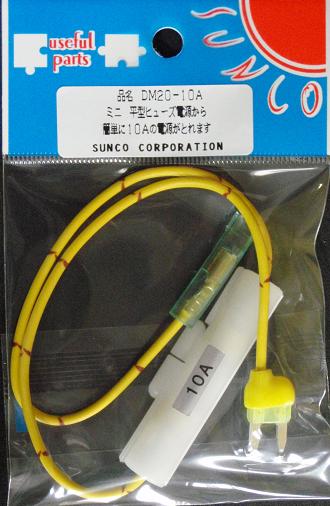 useful
parts
SUNCO
品名 DM20-10A
ミニ 平型ヒューズ電源から
簡単に10Aの電源がとれます
SUNCO CORPORATION
10A